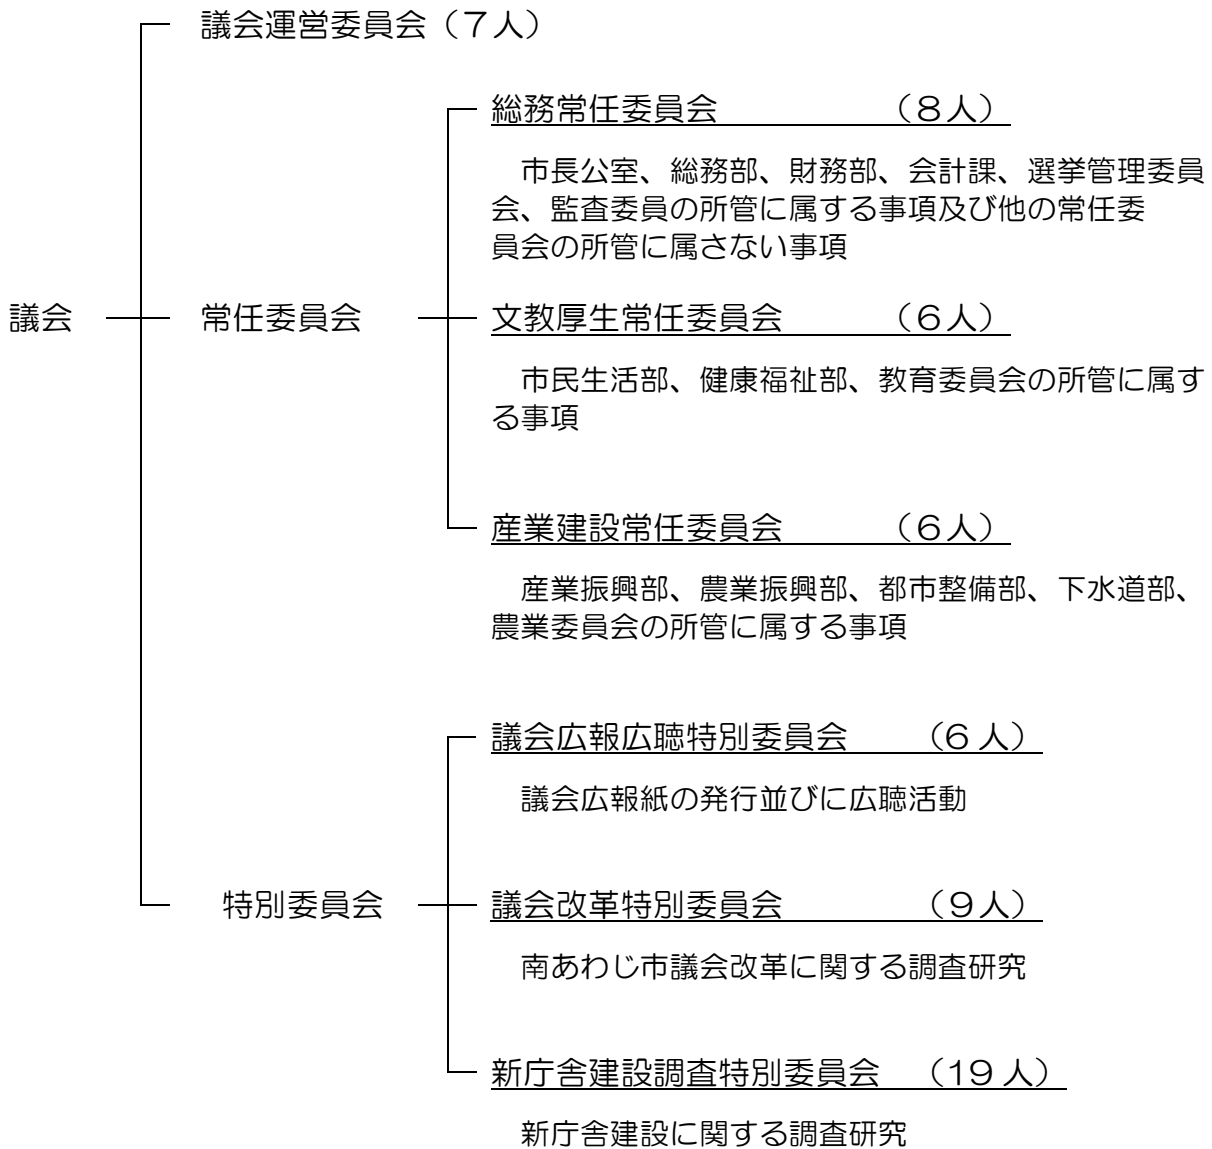 議会運営委員会（７人）
総務常任委員会　（８人）
市長公室、総務部、財務部、会計課、選挙管理委員
会、監査委員の所管に属する事項及び他の常任委
員会の所管に属さない事項
議会　常任委員会　文教厚生常任委員会　（６人）
市民生活部、健康福祉部、教育委員会の所管に属す
る事項
産業建設常任委員会　（６人）
産業振興部、農業振興部、都市整備部、下水道部、
農業委員会の所管に属する事項
議会広報広聴特別委員会　（６人）
議会広報紙の発行並びに広聴活動
特別委員会　議会改革特別委員会　（９人）
南あわじ市議会改革に関する調査研究
新庁舎建設調査特別委員会　（19人）
新庁舎建設に関する調査研究